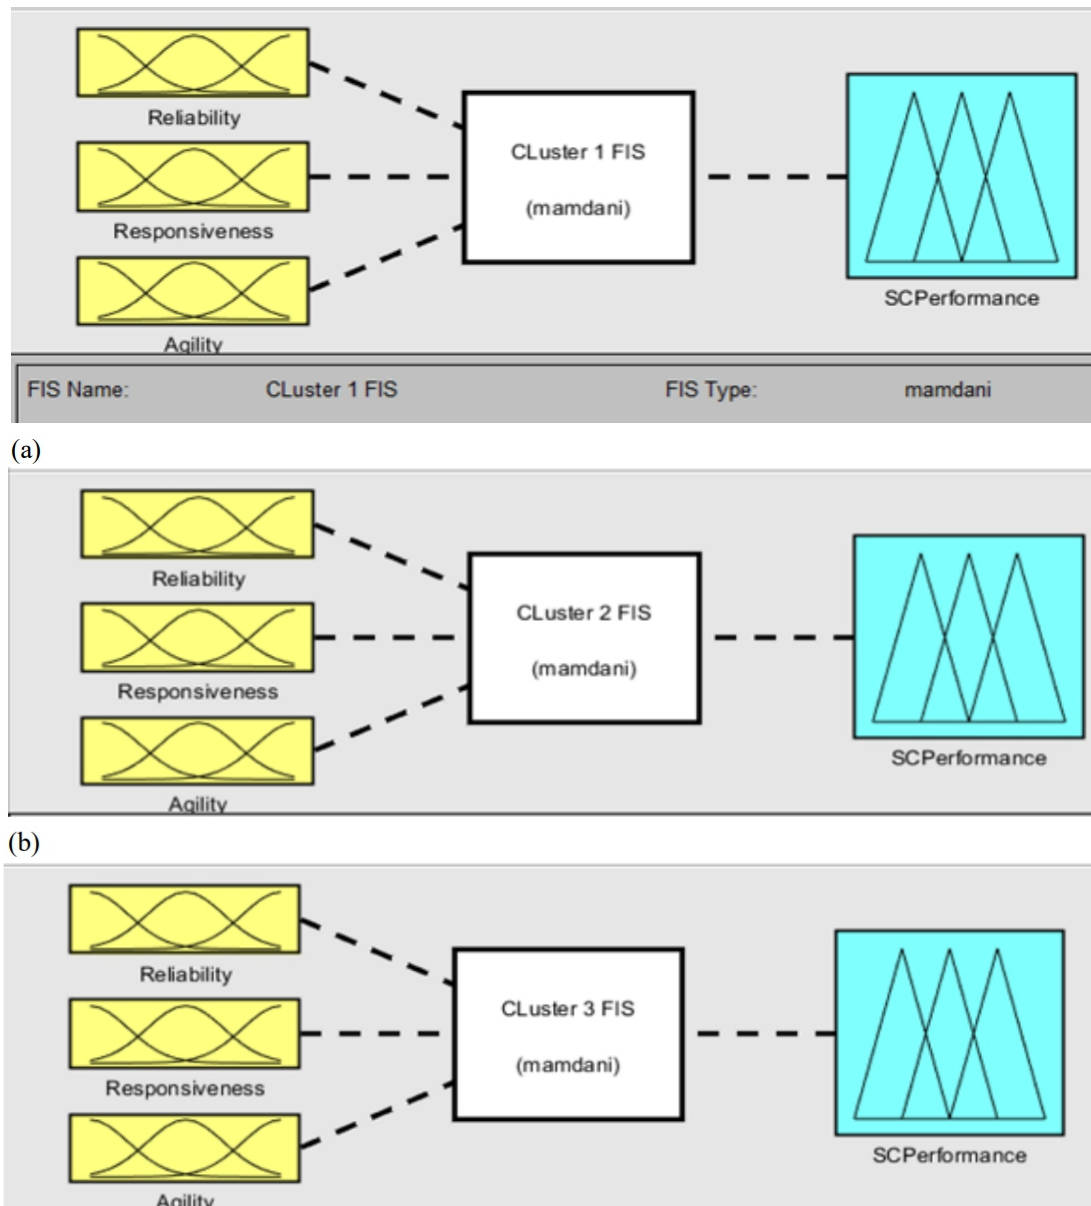 Reliability
CLuster 1 FIS
(mamdani)
Responsiveness
Agility
SCPerformance
FIS Name: CLuster 1 FIS FIS Type: mamdani
(a)
Reliability
CLuster 2 FIS
(mamdani)
Responsiveness
Agility
SCPerformance
(b)
Reliability
CLuster 3 FIS
(mamdani)
Responsiveness
Agility
SCPerformance